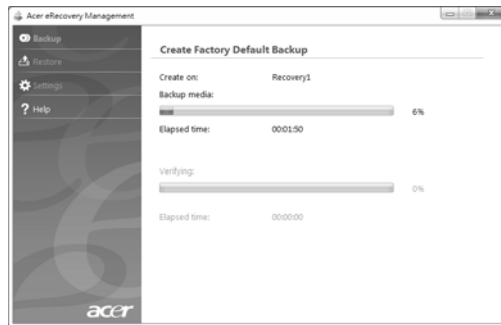 Acer eRecovery Management
Backup
Restore
Settings
? Help
Create Factory Default Backup
Create on: Recovery1
Backup media:
6%
Elapsed time: 00:01:50
Verifying:
0%
Elapsed time: 00:00:00
acer